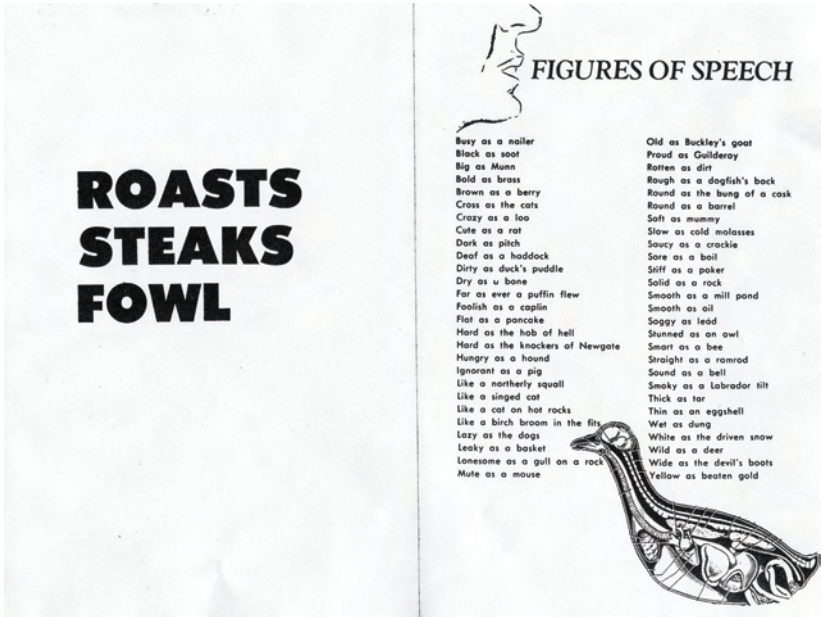 ROASTS
STEAKS
FOWL
FIGURES OF SPEECH
Busy as a nailer
Black as soot
Big as Munn
Bold as brass
Brown as a berry
Cross as the cats
Crazy as a loo
Cute as a rat
Dark as pitch
Deaf as a haddock
Dirty as duck's puddle
Dry as a bone
Far as ever a puffin flew
Foolish as a caplin
Flat as a pancake
Hard as the hob of hell
Hard as the knockers of Newgate
Hungry as a hound
Ignorant as a pig
Like a northerly squall
Like a singed cat
Like a cat on hot rocks
Like a birch broom in the fits
Lazy as the dogs
Leaky as a basket
Lonesome as a gull on a rock
Mute as a mouse
Old as Buckley's goat
Proud as Guilderoy
Rotten as dirt
Rough as a dogfish's back
Round as the bung of a cask
Round as a barrel
Soft as mummy
Slow as cold molasses
Saucy as a crackie
Sore as a boil
Stiff as a poker
Solid as a rock
Smooth as a mill pond
Smooth as oil
Soggy as lead
Stunned as an owl
Smart as a bee
Straight as a ramrod
Sound as a bell
Smoky as a Labrador tilt
Thick as tar
Thin as an eggshell
Wet as dung
White as the driven snow
Wild as a deer
Wide as the devil's boots
Yellow as beaten gold